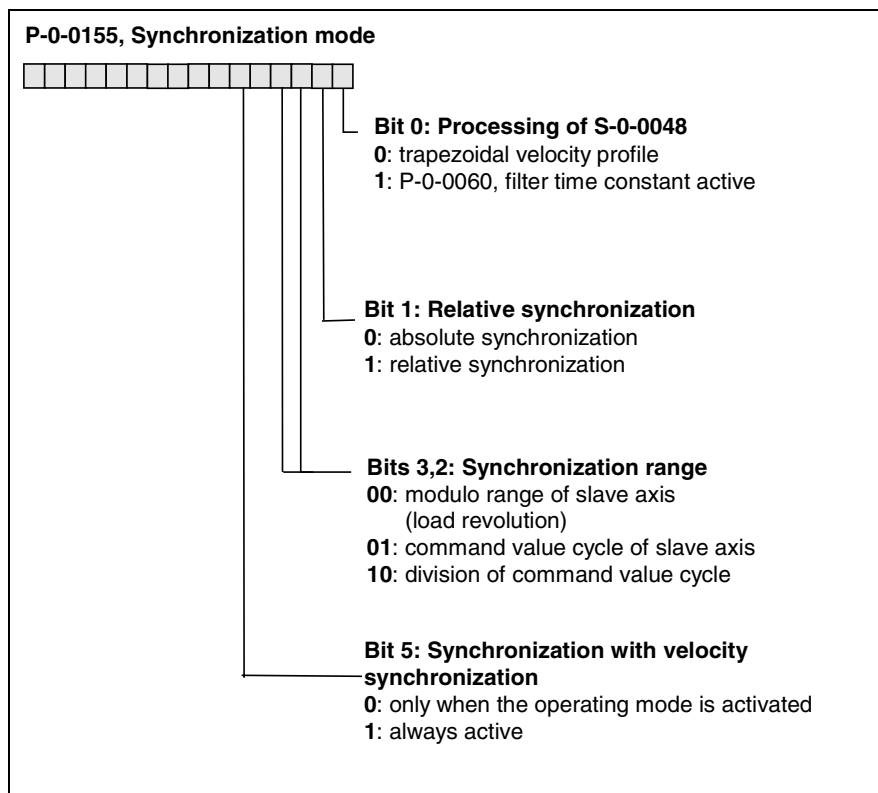 P-0-0155, Synchronization mode
Bit 0: Processing of S-0-0048
0: trapezoidal velocity profile
1: P-0-0060, filter time constant active
Bit 1: Relative synchronization
0: absolute synchronization
1: relative synchronization
Bits 3,2: Synchronization range
00: modulo range of slave axis
(load revolution)
01: command value cycle of slave axis
10: division of command value cycle
Bit 5: Synchronization with velocity
synchronization
0: only when the operating mode is activated
1: always active